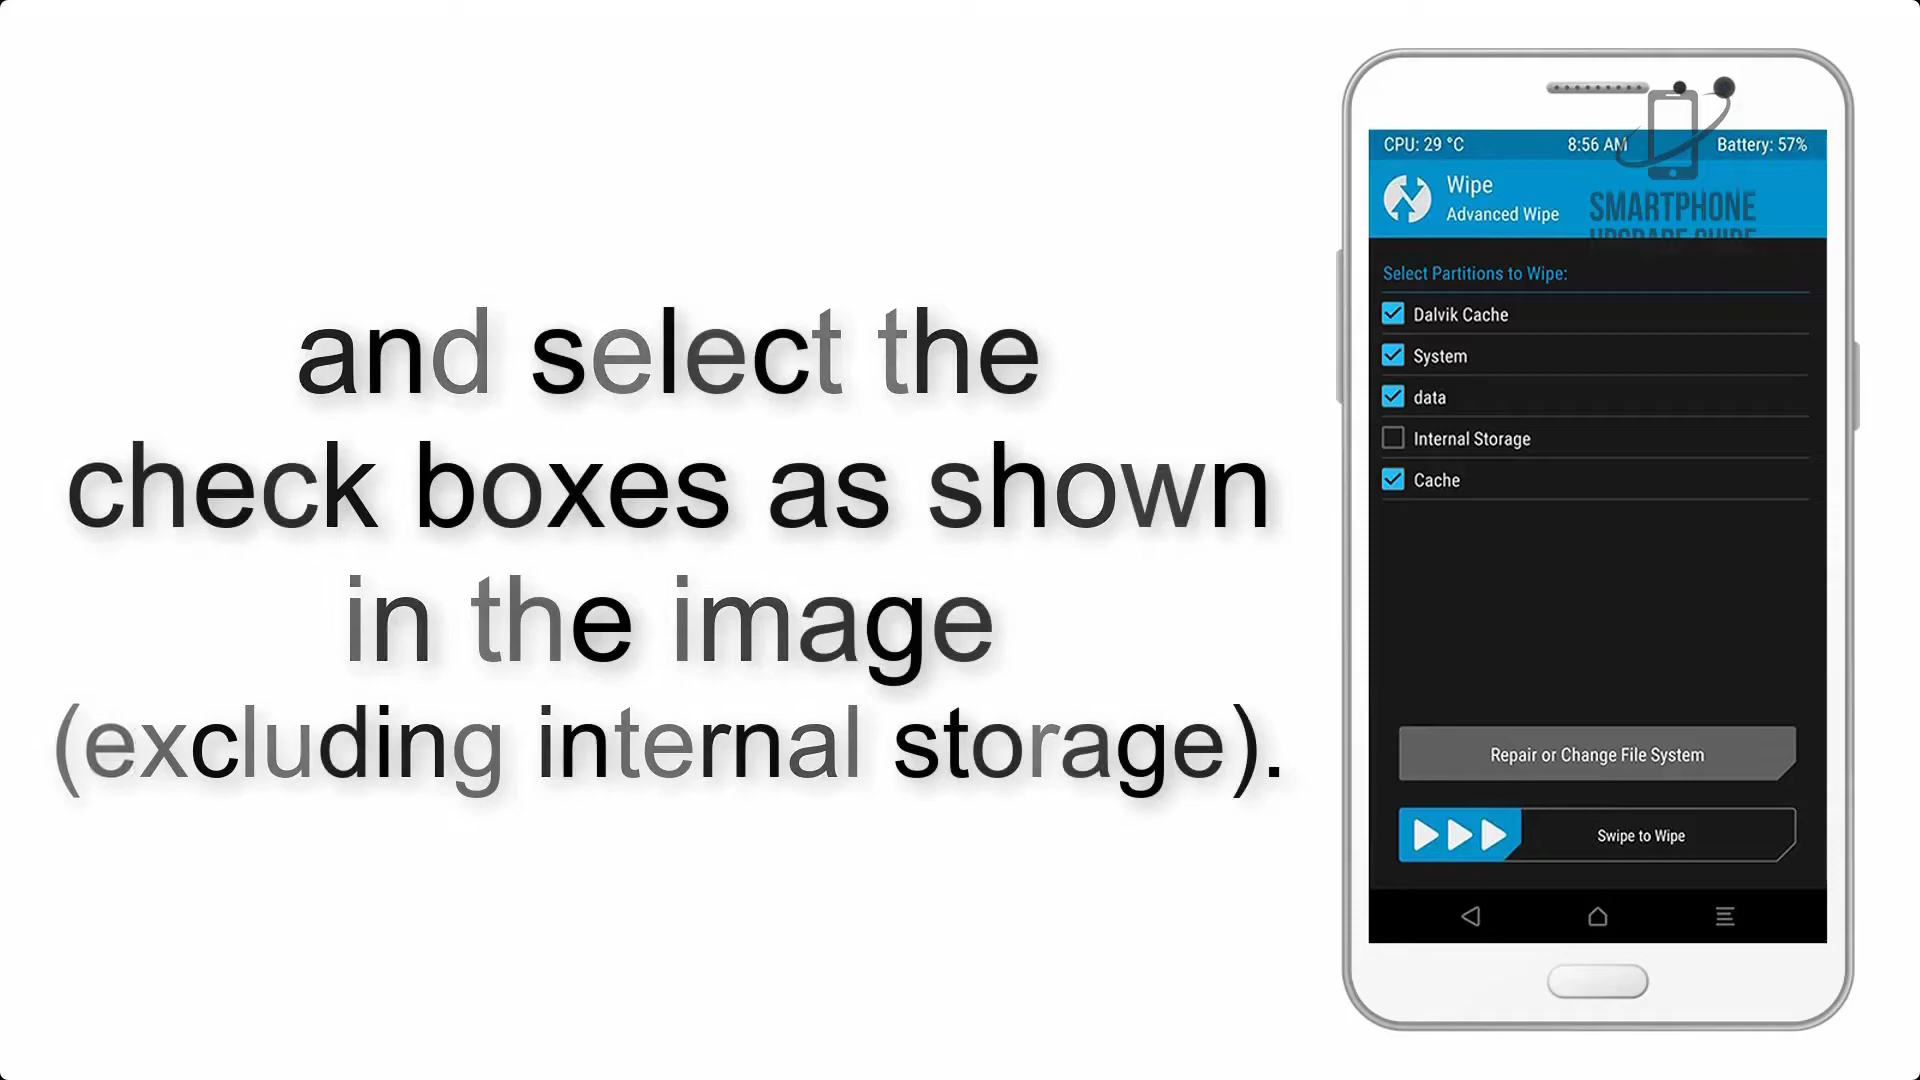 and select the
check boxes as shown
in the image
(excluding internal storage).
CPU: 29 °C
8:56 AM
Battery: 57%
Wipe
Advanced Wipe
SMARTPHONE
UPGRADE GUIDE
Select Partitions to Wipe:
Dalvik Cache
System
data
Internal Storage
Cache
Repair or Change File System
Swipe to Wipe